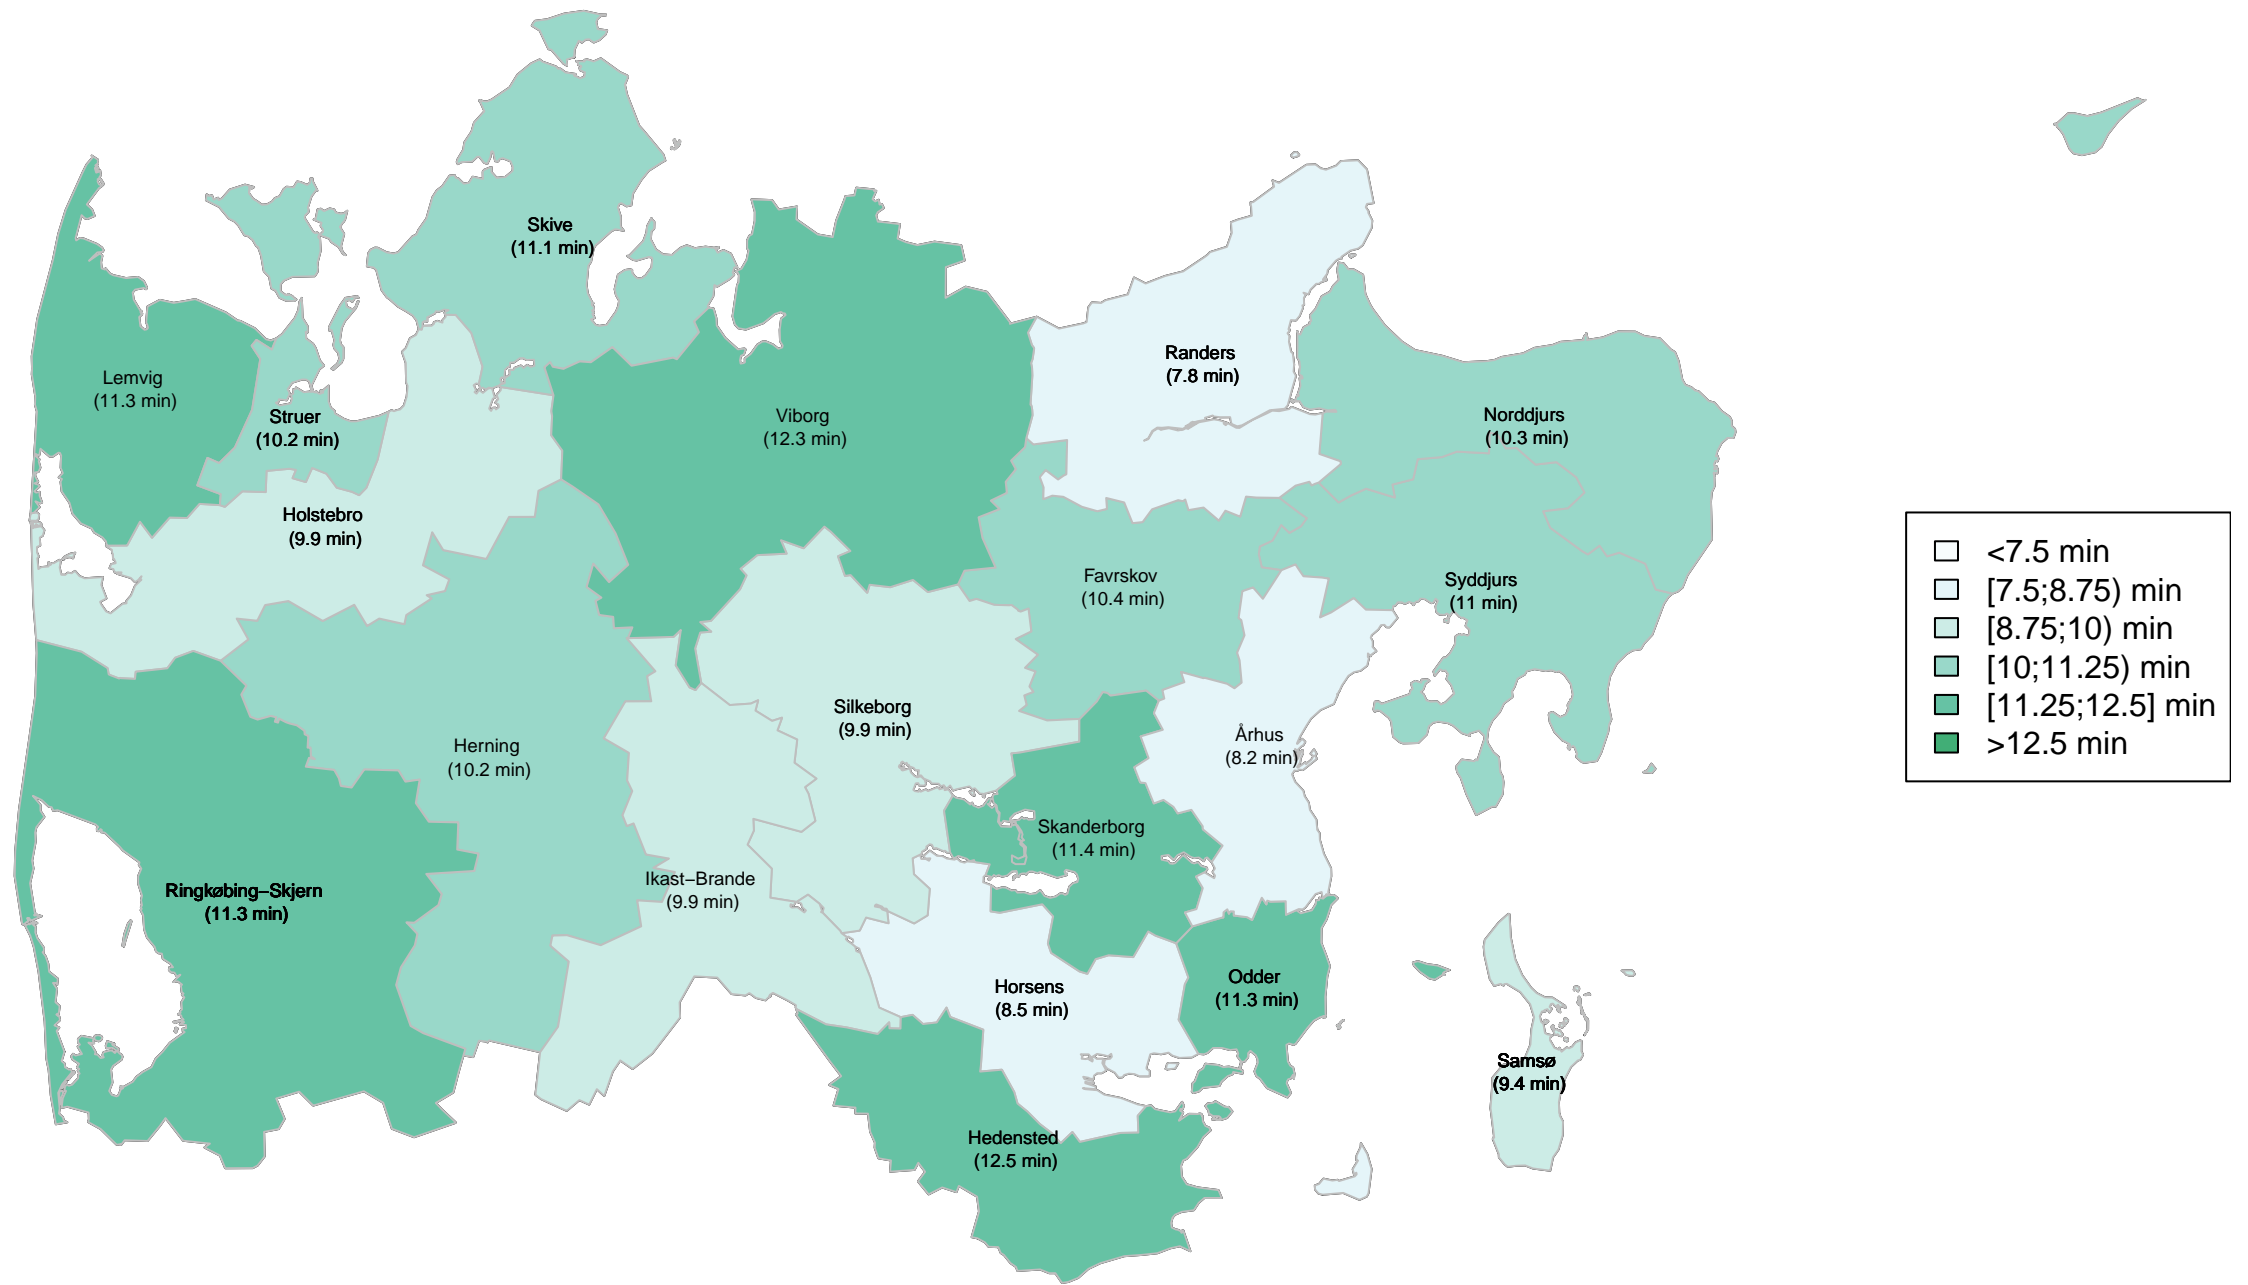 Skive
(11.1 min)
Lemvig
(11.3 min)
Struer
(10.2 min)
Viborg
(12.3 min)
Randers
(7.8 min)
Norddjurs
(10.3 min)
Holstebro
(9.9 min)
Favrskov
(10.4 min)
Syddjurs
(11 min)
Silkeborg
(9.9 min)
Herning
(10.2 min)
Århus
(8.2 min)
Skanderborg
(11.4 min)
Ringkøbing–Skjern
(11.3 min)
Ikast–Brande
(9.9 min)
Horsens
(8.5 min)
Odder
(11.3 min)
Samsø
(9.4 min)
Hedensted
(12.5 min)
<7.5 min
[7.5;8.75) min
[8.75;10) min
[10;11.25) min
[11.25;12.5] min
>12.5 min